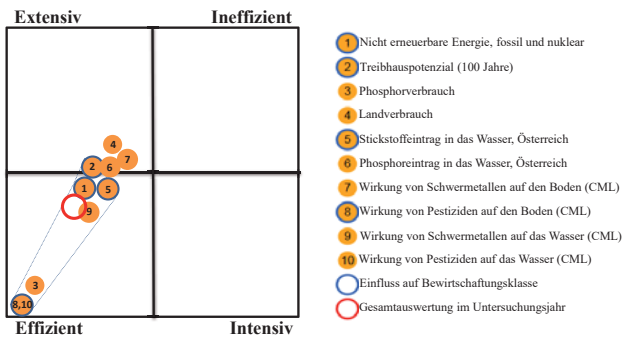 Extensiv Ineffizient
4
7
2 6
1 5
9
3
8,10
Effizient Intensiv
1 Nicht erneuerbare Energie, fossil und nuklear
2 Treibhauspotenzial (100 Jahre)
3 Phosphorverbrauch
4 Landverbrauch
5 Stickstoffeintrag in das Wasser, Österreich
6 Phosphoreintrag in das Wasser, Österreich
7 Wirkung von Schwermetallen auf den Boden (CML)
8 Wirkung von Pestiziden auf den Boden (CML)
9 Wirkung von Schwermetallen auf das Wasser (CML)
10 Wirkung von Pestiziden auf das Wasser (CML)
Einfluss auf Bewirtschaftungsklasse
Gesamtauswertung im Untersuchungsjahr